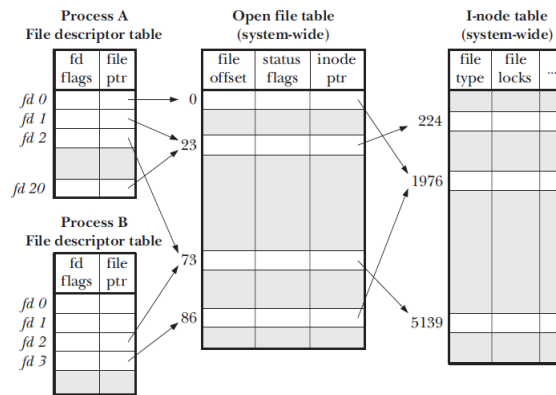 Process A
File descriptor table
fd flags
file ptr
fd 0
fd 1
fd 2
fd 20
Process B
File descriptor table
fd flags
file ptr
fd 0
fd 1
fd 2
fd 3
Open file table
(system-wide)
file offset
status flags
inode ptr
0
23
73
86
I-node table
(system-wide)
file type
file locks
...
224
1976
5139